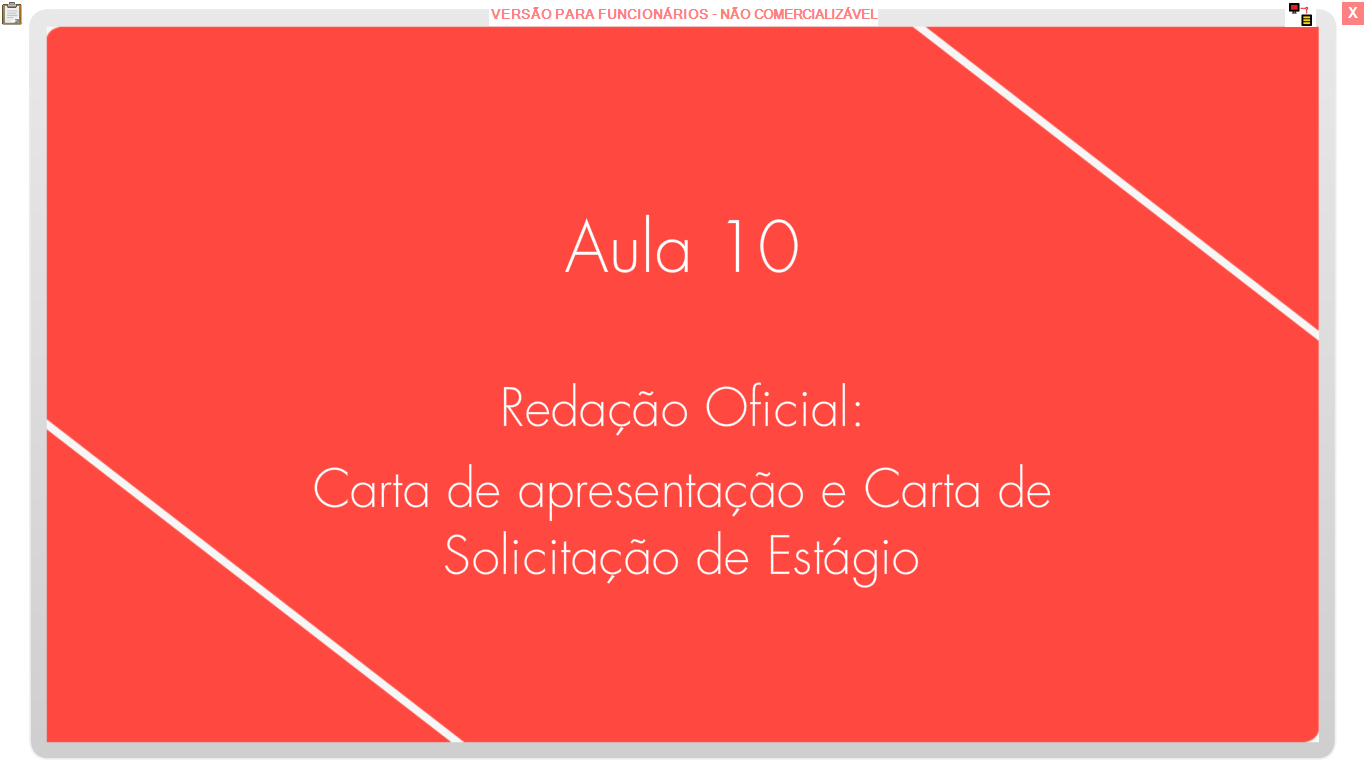 VERSÃO PARA FUNCIONÁRIOS - NÃO COMERCIALIZÁVEL
X
Aula 10
Redação Oficial:
Carta de apresentação e Carta de
Solicitação de Estágio